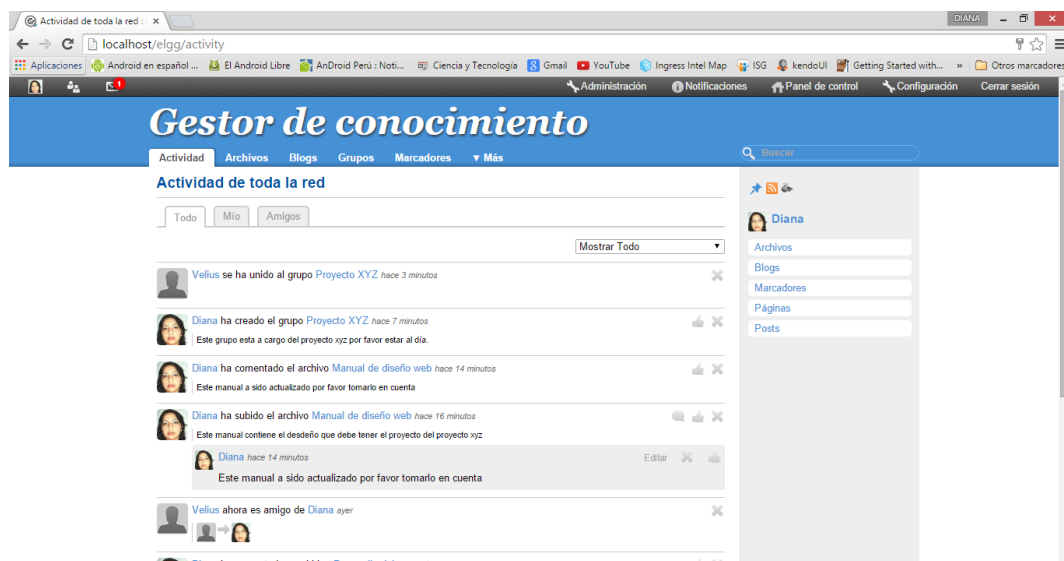 Actividad de toda la red :
DIANA
localhost/elgg/activity
Aplicaciones Android en español ... El Android Libre AnDroid Perú : Noti... Ciencia y Tecnología Gmail YouTube Ingress Intel Map ISG kendoUI Getting Started with... » Otros marcadores
1 Administración Notificaciones Panel de control Configuración Cerrar sesión
Gestor de conocimiento
Actividad Archivos Blogs Grupos Marcadores ▼ Más
Buscar
Actividad de toda la red
Todo Mío Amigos
Mostrar Todo
Velius se ha unido al grupo Proyecto XYZ hace 3 minutos
Diana ha creado el grupo Proyecto XYZ hace 7 minutos
Este grupo esta a cargo del proyecto xyz por favor estar al día.
Diana ha comentado el archivo Manual de diseño web hace 14 minutos
Este manual a sido actualizado por favor tomarlo en cuenta
Diana ha subido el archivo Manual de diseño web hace 16 minutos
Este manual contiene el desdeño que debe tener el proyecto del proyecto xyz
Diana hace 14 minutos
Editar
Este manual a sido actualizado por favor tomarlo en cuenta
Velius ahora es amigo de Diana ayer
Diana
Archivos
Blogs
Marcadores
Páginas
Posts